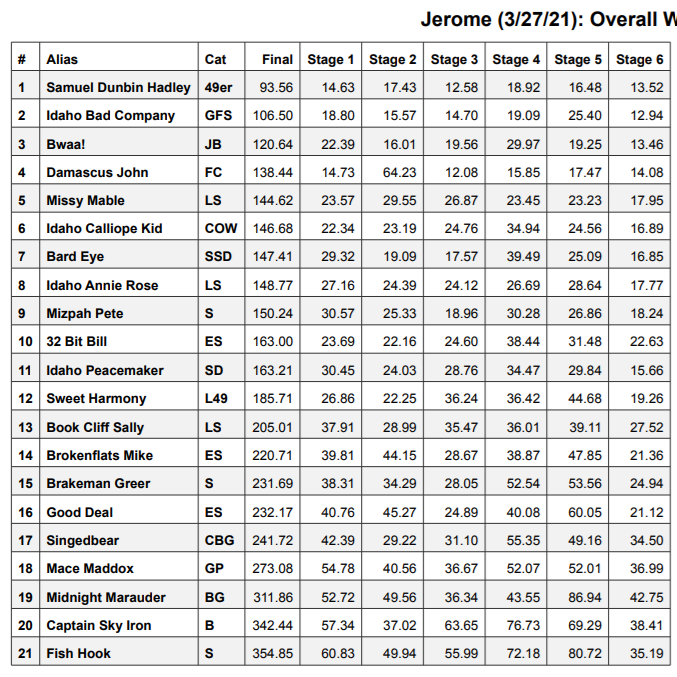 Jerome (3/27/21): Overall W
# Alias Cat Final Stage 1 Stage 2 Stage 3 Stage 4 Stage 5 Stage 6
1 Samuel Dunbin Hadley 49er 93.56 14.63 17.43 12.58 18.92 16.48 13.52
2 Idaho Bad Company GFS 106.50 18.80 15.57 14.70 19.09 25.40 12.94
3 Bwaa! JB 120.64 22.39 16.01 19.56 29.97 19.25 13.46
4 Damascus John FC 138.44 14.73 64.23 12.08 15.85 17.47 14.08
5 Missy Mable LS 144.62 23.57 29.55 26.87 23.45 23.23 17.95
6 Idaho Calliope Kid COW 146.68 22.34 23.19 24.76 34.94 24.56 16.89
7 Bard Eye SSD 147.41 29.32 19.09 17.57 39.49 25.09 16.85
8 Idaho Annie Rose LS 148.77 27.16 24.39 24.12 26.69 28.64 17.77
9 Mizpah Pete S 150.24 30.57 25.33 18.96 30.28 26.86 18.24
10 32 Bit Bill ES 163.00 23.69 22.16 24.60 38.44 31.48 22.63
11 Idaho Peacemaker SD 163.21 30.45 24.03 28.76 34.47 29.84 15.66
12 Sweet Harmony L49 185.71 26.86 22.25 36.24 36.42 44.68 19.26
13 Book Cliff Sally LS 205.01 37.91 28.99 35.47 36.01 39.11 27.52
14 Brokenflats Mike ES 220.71 39.81 44.15 28.67 38.87 47.85 21.36
15 Brakeman Greer S 231.69 38.31 34.29 28.05 52.54 53.56 24.94
16 Good Deal ES 232.17 40.76 45.27 24.89 40.08 60.05 21.12
17 Singedbear CBG 241.72 42.39 29.22 31.10 55.35 49.16 34.50
18 Mace Maddox GP 273.08 54.78 40.56 36.67 52.07 52.01 36.99
19 Midnight Marauder BG 311.86 52.72 49.56 36.34 43.55 86.94 42.75
20 Captain Sky Iron B 342.44 57.34 37.02 63.65 76.73 69.29 38.41
21 Fish Hook S 354.85 60.83 49.94 55.99 72.18 80.72 35.19